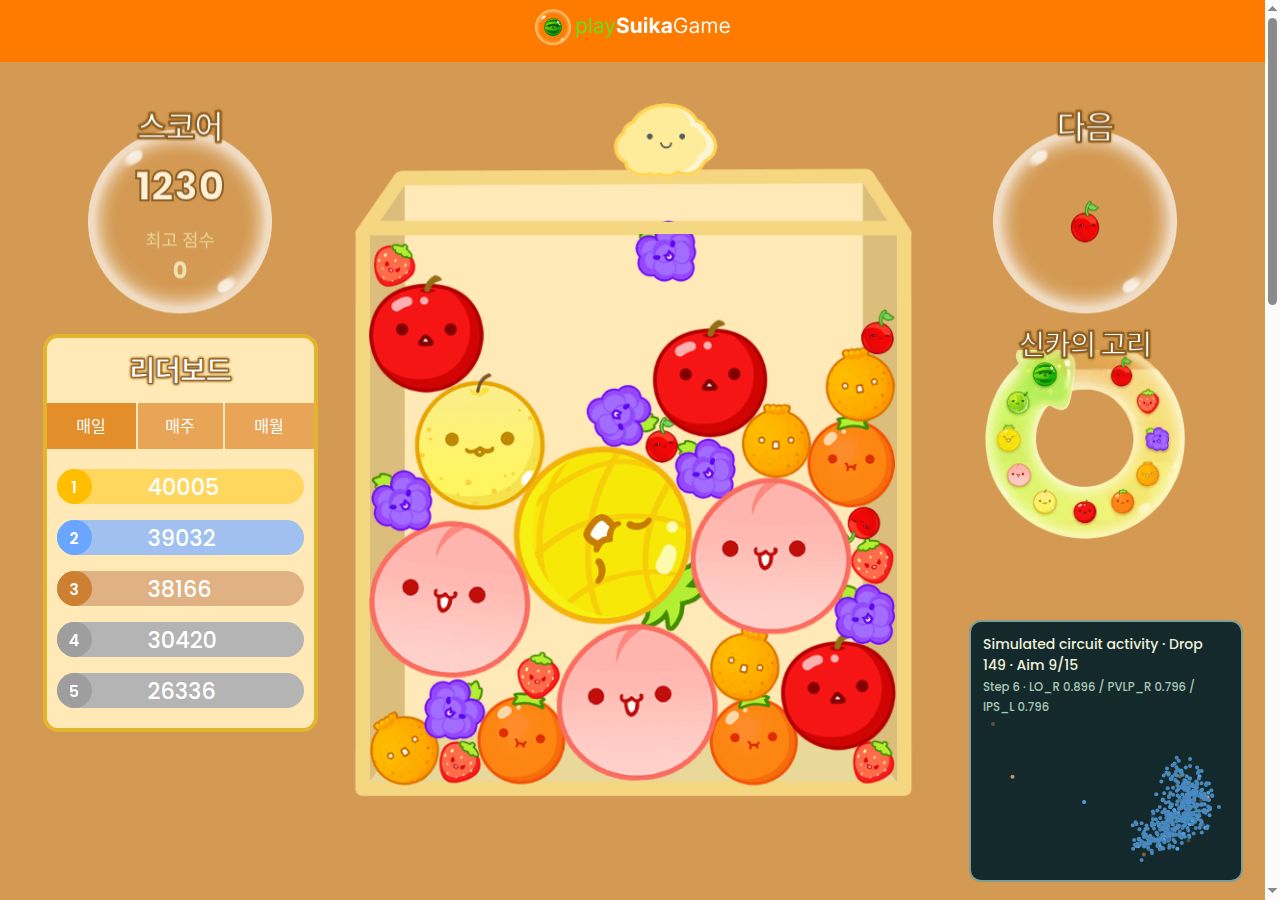 playSuikaGame
스코어
1230
최고 점수
0
리더보드
매일 매주 매월
1 40005
2 39032
3 38166
4 30420
5 26336
다음
신카의 고리
Simulated circuit activity · Drop
149 · Aim 9/15
Step 6 · LO_R 0.896 / PVLP_R 0.796 /
IPS_L 0.796